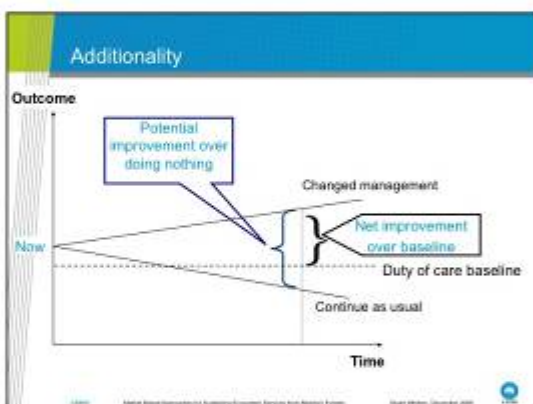 Additionality
Outcome
Potential
improvement over
doing nothing
Changed management
Now
Net improvement
over baseline
Duty of care baseline
Continue as usual
Time